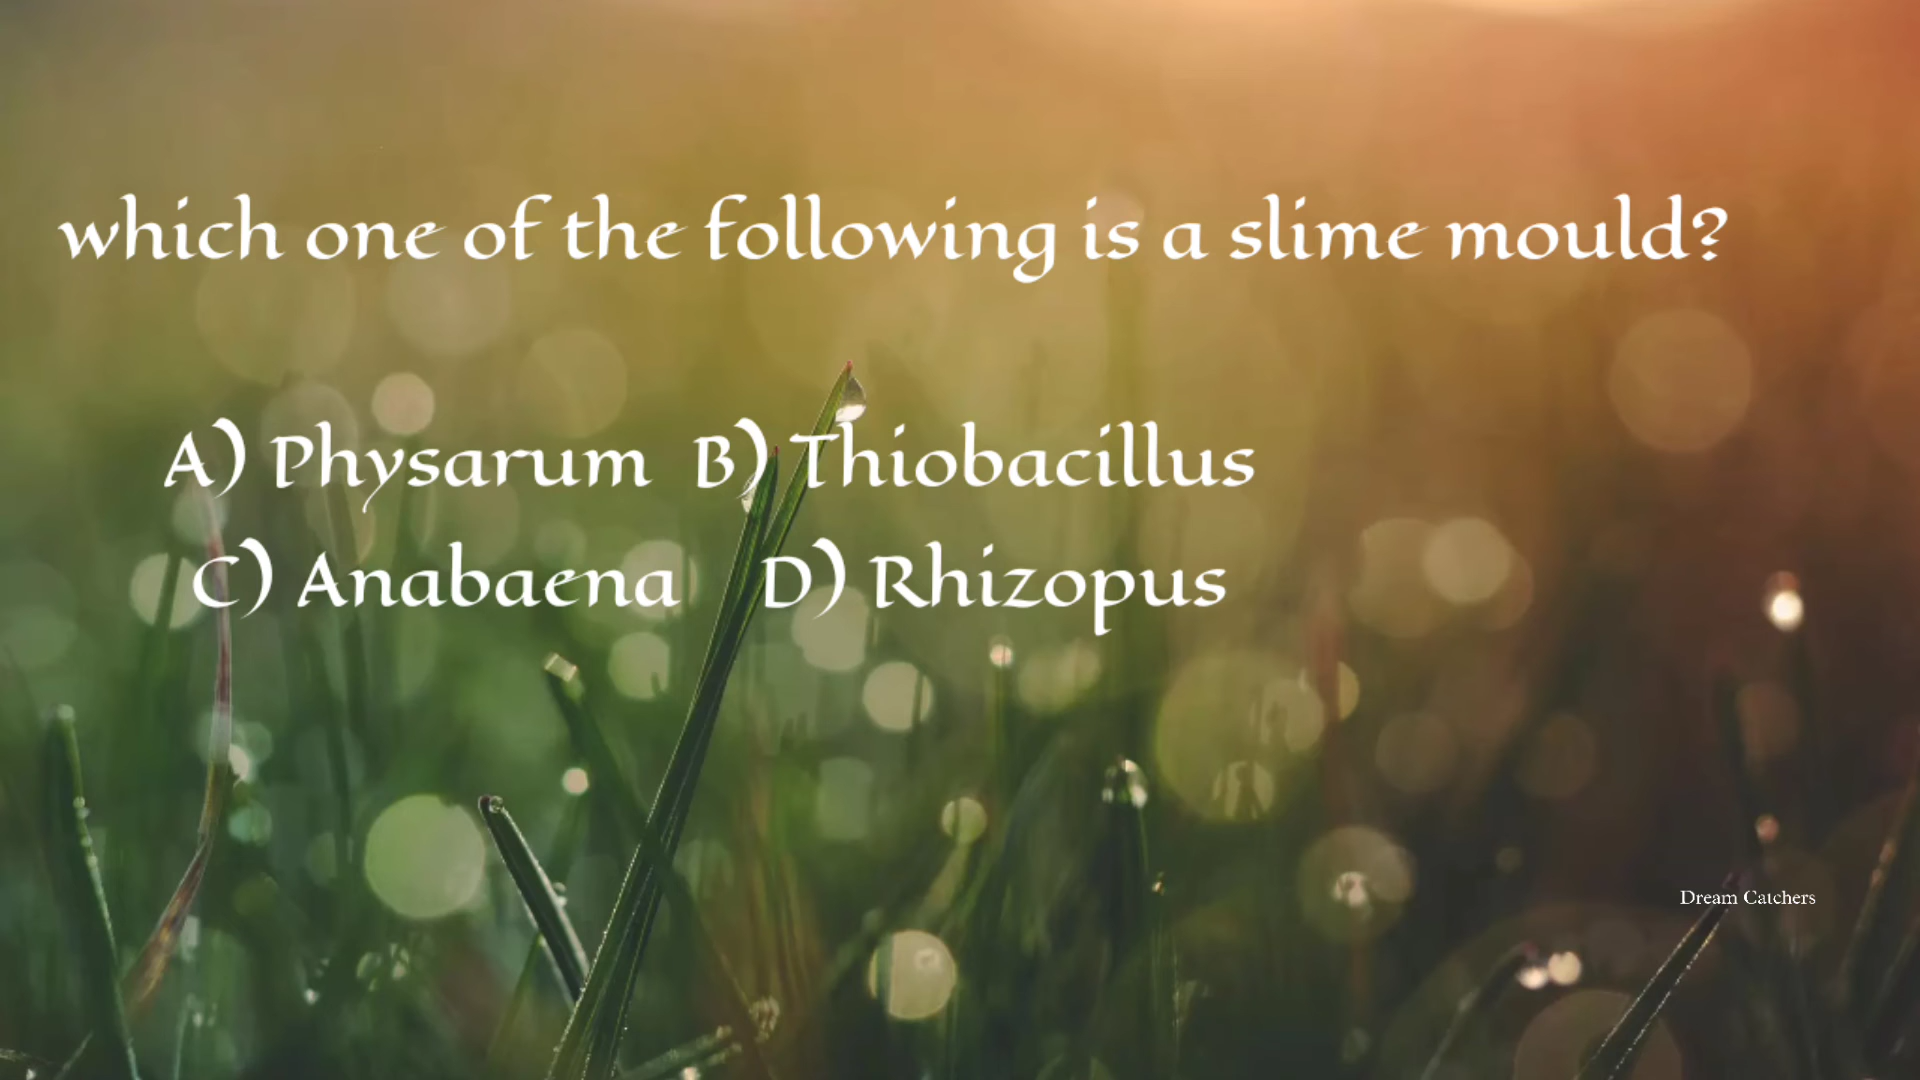 which one of the following is a slime mould?
A) Physarum B) Thiobacillus
C) Anabaena D) Rhizopus
Dream Catchers